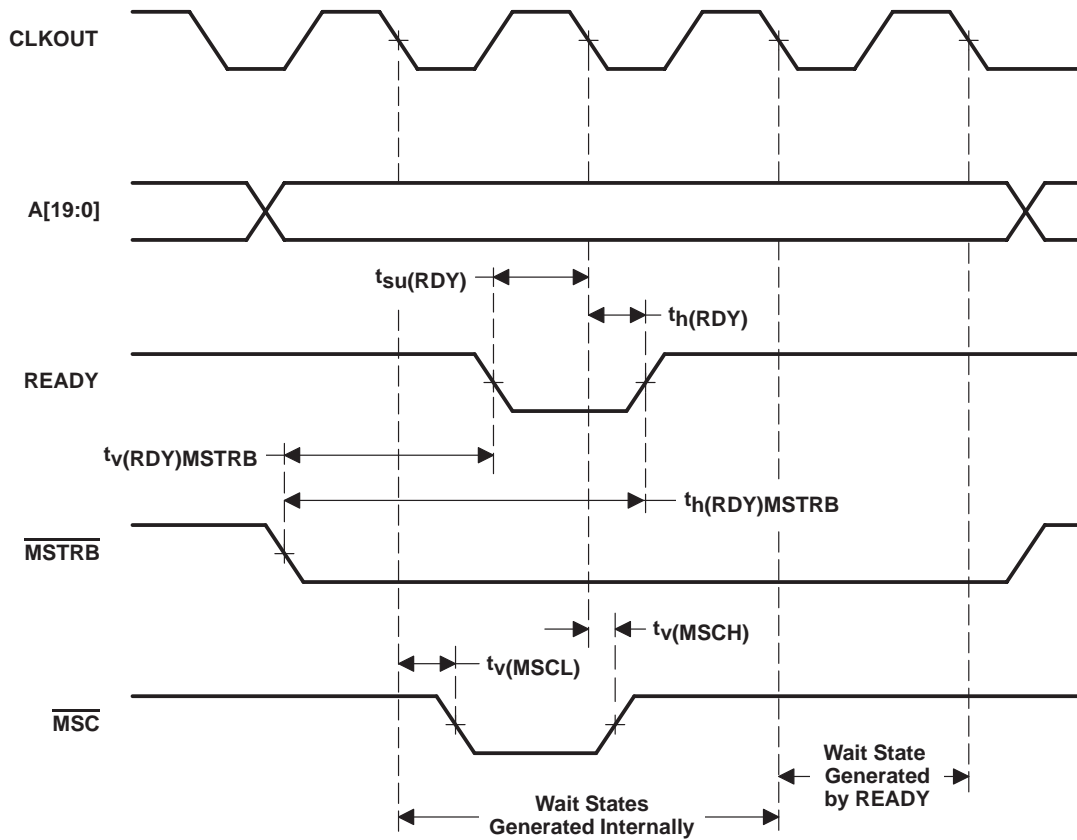 CLKOUT
A[19:0]
tsu(RDY)
th(RDY)
READY
tv(RDY)MSTRB
th(RDY)MSTRB
MSTRB
tv(MSCH)
tv(MSCL)
MSC
Wait State
Generated
by READY
Wait States
Generated Internally